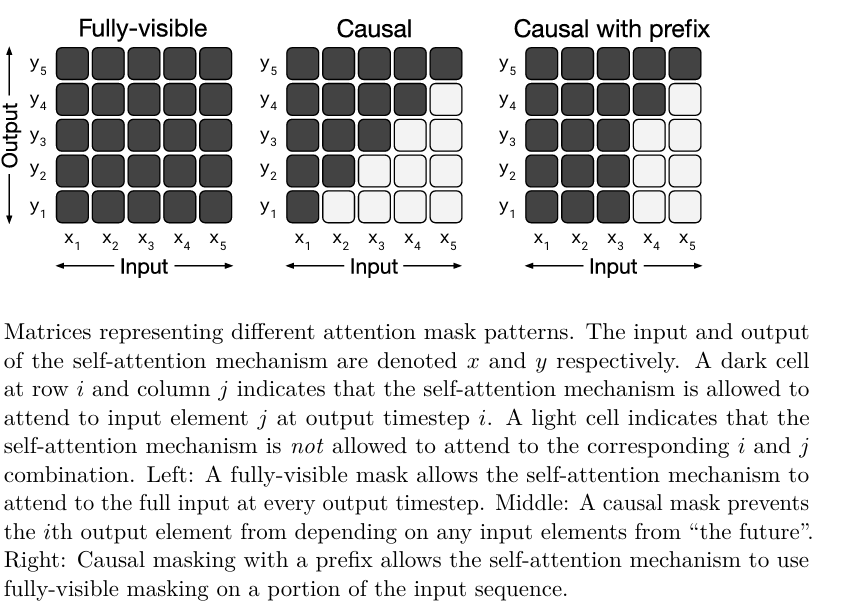 Fully-visible Causal Causal with prefix
Output
y5 y5 y5
y4 y4 y4
y3 y3 y3
y2 y2 y2
y1 y1 y1
x1 x2 x3 x4 x5 x1 x2 x3 x4 x5 x1 x2 x3 x4 x5
Input Input Input
Matrices representing different attention mask patterns. The input and output
of the self-attention mechanism are denoted x and y respectively. A dark cell
at row i and column j indicates that the self-attention mechanism is allowed to
attend to input element j at output timestep i. A light cell indicates that the
self-attention mechanism is not allowed to attend to the corresponding i and j
combination. Left: A fully-visible mask allows the self-attention mechanism to
attend to the full input at every output timestep. Middle: A causal mask prevents
the ith output element from depending on any input elements from “the future”.
Right: Causal masking with a prefix allows the self-attention mechanism to use
fully-visible masking on a portion of the input sequence.